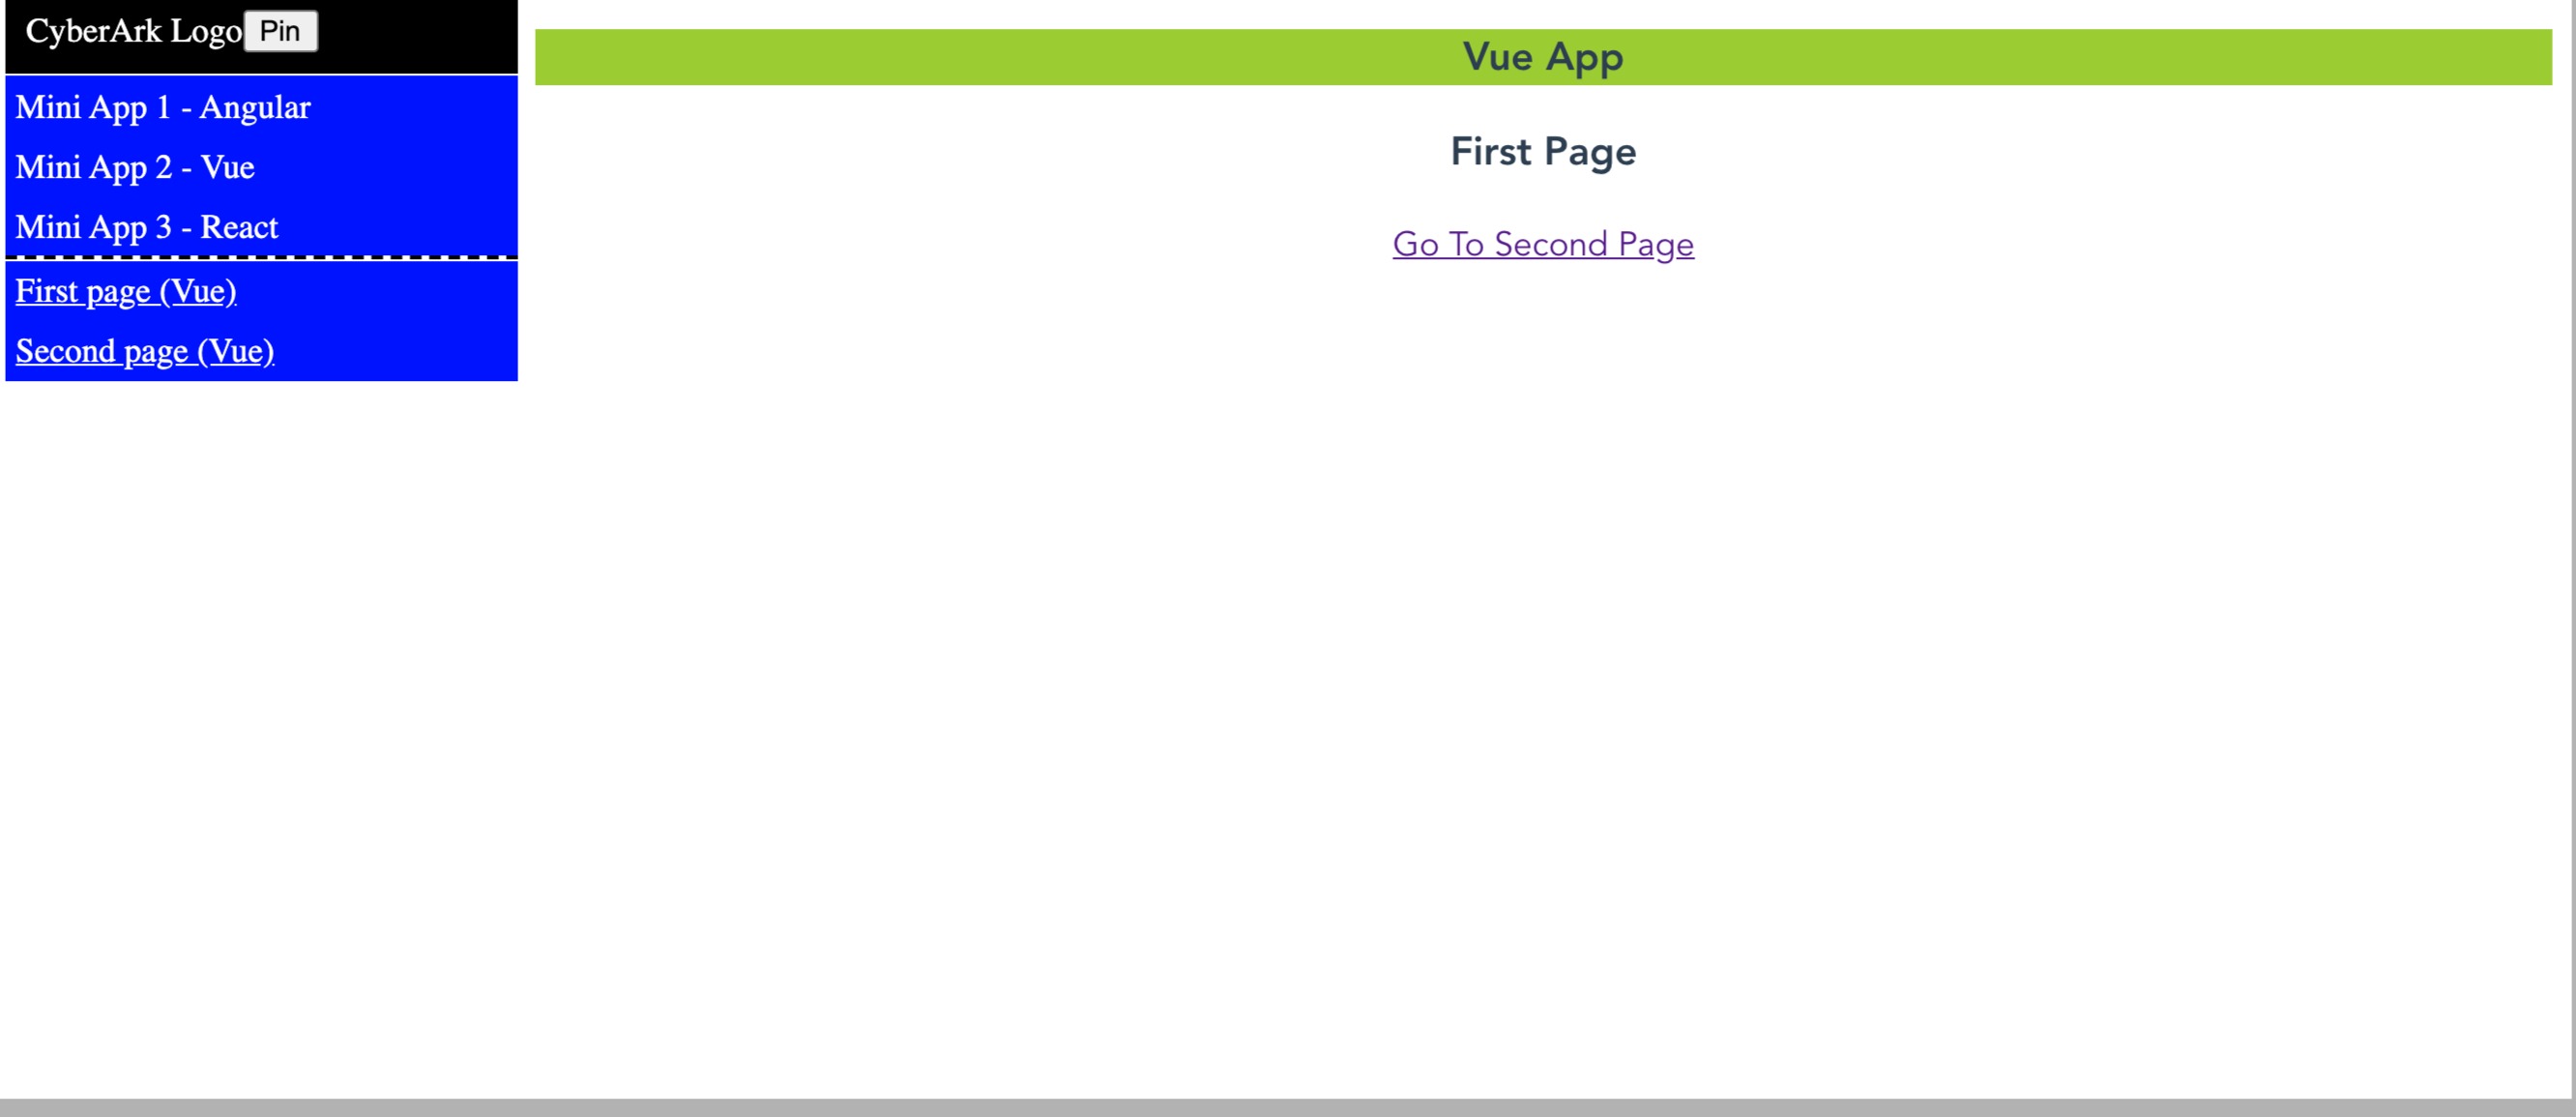 CyberArk Logo Pin
Mini App 1 - Angular
Mini App 2 - Vue
Mini App 3 - React
First page (Vue)
Second page (Vue)
Vue App
First Page
Go To Second Page